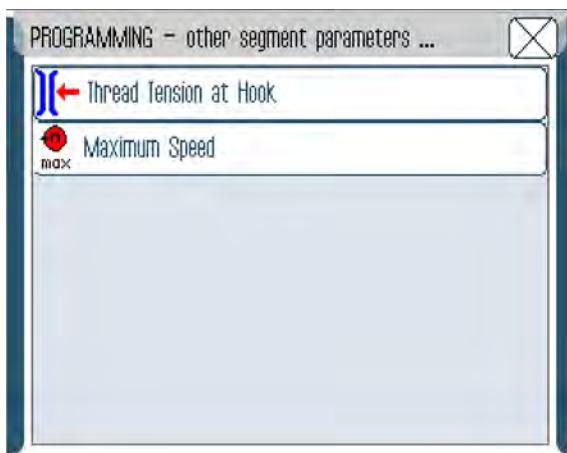 PROGRAMMING - other segment parameters ...
Thread Tension at Hook
n
max
Maximum Speed